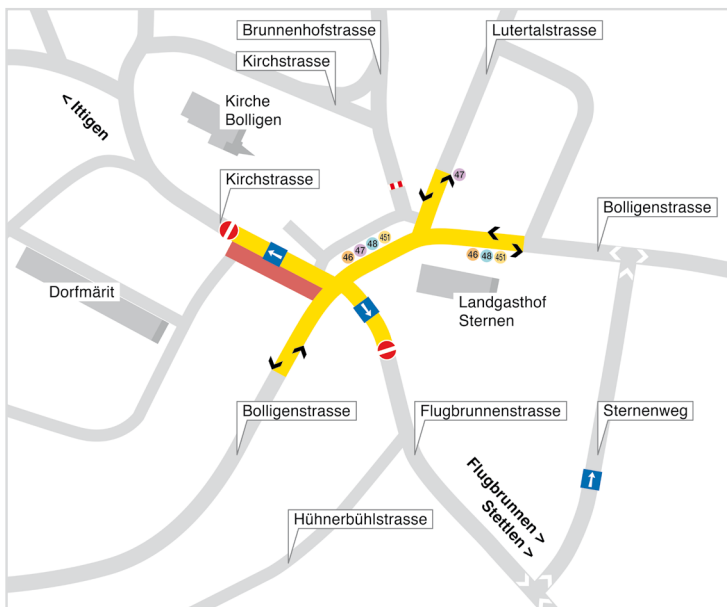 Brunnenhofstrasse
Lutertalstrasse
Kirchstrasse
< Ittigen
Kirche
Bolligen
Kirchstrasse
47
Bolligenstrasse
46 47 48 451
46 48 451
Dorfmärit
Landgasthof
Sternen
Bolligenstrasse
Flugbrunnenstrasse
Sternenweg
Flugbrunnen >
Stettlen >
Hühnerbühlstrasse